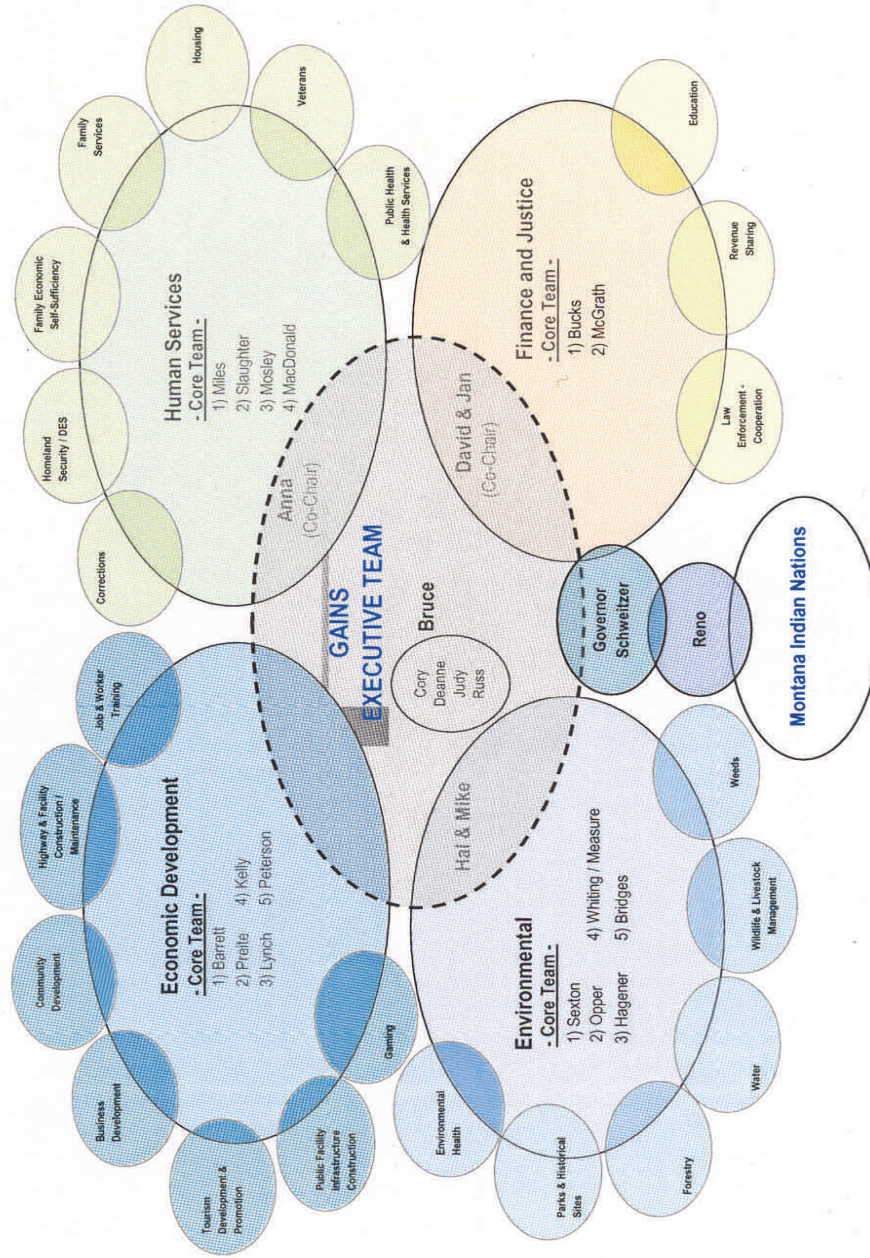 Tourism
Development &
Promotion
Business
Development
Community
Development
Highway & Facility
Construction /
Maintenance
Job & Worker
Training
Public Facility
Infrastructure
Construction
Gaming
Economic Development
- Core Team -
1) Barrett
2) Preite
3) Lynch
4) Kelly
5) Peterson
Corrections
Homeland
Security / DES
Family Economic
Self-Sufficiency
Family
Services
Housing
Veterans
Public Health
& Health Services
Human Services
- Core Team -
1) Miles
2) Slaughter
3) Mosley
4) MacDonald
Anna
(Co-Chair)
GAINS
EXECUTIVE TEAM
Bruce
Cory
Deanne
Judy
Russ
Hal & Mike
David & Jan
(Co-Chair)
Environmental
- Core Team -
1) Sexton
2) Opper
3) Hagener
4) Whiting / Measure
5) Bridges
Environmental
Health
Parks & Historical
Sites
Forestry
Water
Wildlife & Livestock
Management
Weeds
Finance and Justice
- Core Team -
1) Bucks
2) McGrath
Law
Enforcement -
Cooperation
Revenue
Sharing
Education
Governor
Schweitzer
Reno
Montana Indian Nations